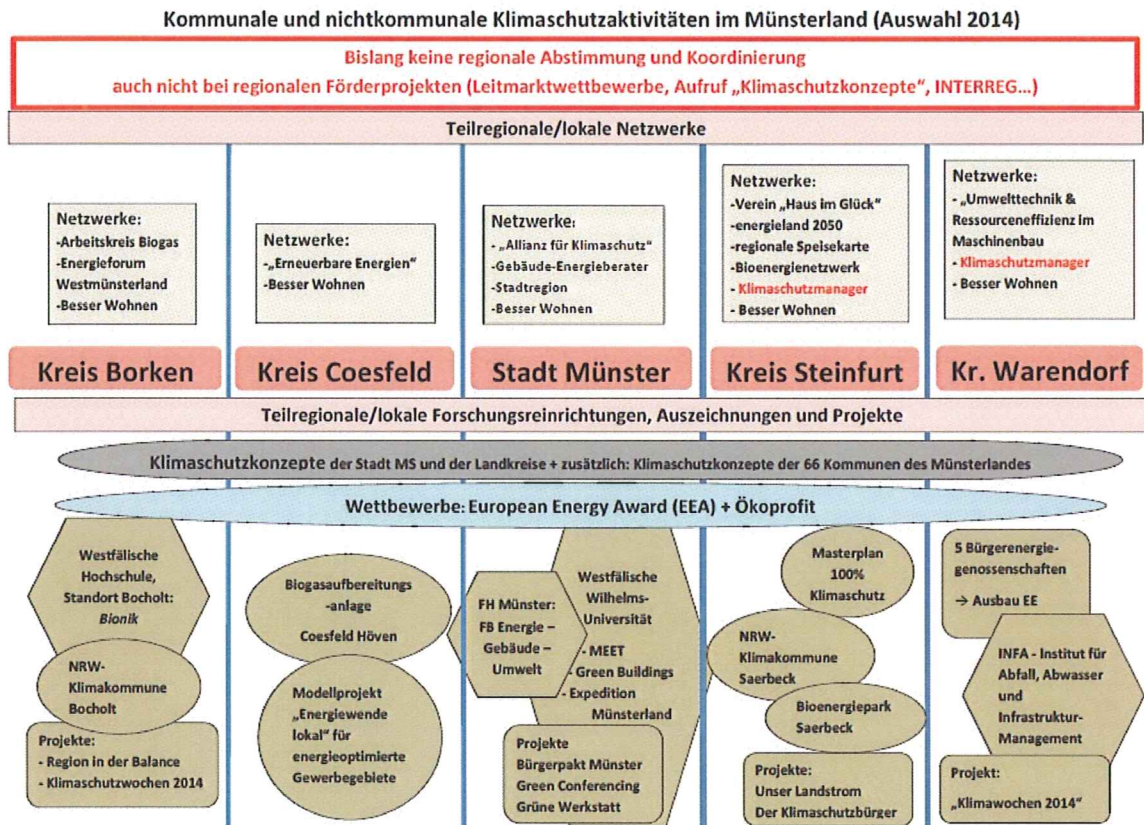 Kommunale und nichtkommunale Klimaschutzaktivitäten im Münsterland (Auswahl 2014)
Bislang keine regionale Abstimmung und Koordinierung
auch nicht bei regionalen Förderprojekten (Leitmarktwettbewerbe, Aufruf „Klimaschutzkonzepte“, INTERREG...)
Teilregionale/lokale Netzwerke
Netzwerke:
-Arbeitskreis Biogas
-Energieforum
Westmünsterland
-Besser Wohnen
Netzwerke:
-„Erneuerbare Energien“
-Besser Wohnen
Netzwerke:
- „Allianz für Klimaschutz“
-Gebäude-Energieberater
-Stadtregion
-Besser Wohnen
Netzwerke:
-Verein „Haus im Glück“
-energieland 2050
-regionale Speisekarte
-Bioenergienetzwerk
- Klimaschutzmanager
- Besser Wohnen
Netzwerke:
- „Umwelttechnik &
Ressourceneffizienz im
Maschinenbau
- Klimaschutzmanager
- Besser Wohnen
Kreis Borken
Kreis Coesfeld
Stadt Münster
Kreis Steinfurt
Kr. Warendorf
Teilregionale/lokale Forschungsreinrichtungen, Auszeichnungen und Projekte
Klimaschutzkonzepte der Stadt MS und der Landkreise + zusätzlich: Klimaschutzkonzepte der 66 Kommunen des Münsterlandes
Wettbewerbe: European Energy Award (EEA) + Ökoprofit
Westfälische
Hochschule,
Standort Bocholt:
Bionik
NRW-
Klimakommune
Bocholt
Projekte:
- Region in der Balance
- Klimaschutzwochen 2014
Biogasaufbereitungs
-anlage
Coesfeld Höven
Modellprojekt
„Energiewende
lokal“ für
energieoptimierte
Gewerbegebiete
FH Münster:
FB Energie –
Gebäude –
Umwelt
Westfälische
Wilhelms-
Universität
- MEET
- Green Buildings
- Expedition
Münsterland
Projekte
Bürgerpakt Münster
Green Conferencing
Grüne Werkstatt
Masterplan
100%
Klimaschutz
NRW-
Klimakommune
Saerbeck
Bioenergiepark
Saerbeck
Projekte:
Unser Landstrom
Der Klimaschutzbürger
5 Bürgerenergie-
genossenschaften
→ Ausbau EE
INFA - Institut für
Abfall, Abwasser
und
Infrastruktur-
Management
Projekt:
„Klimawochen 2014“